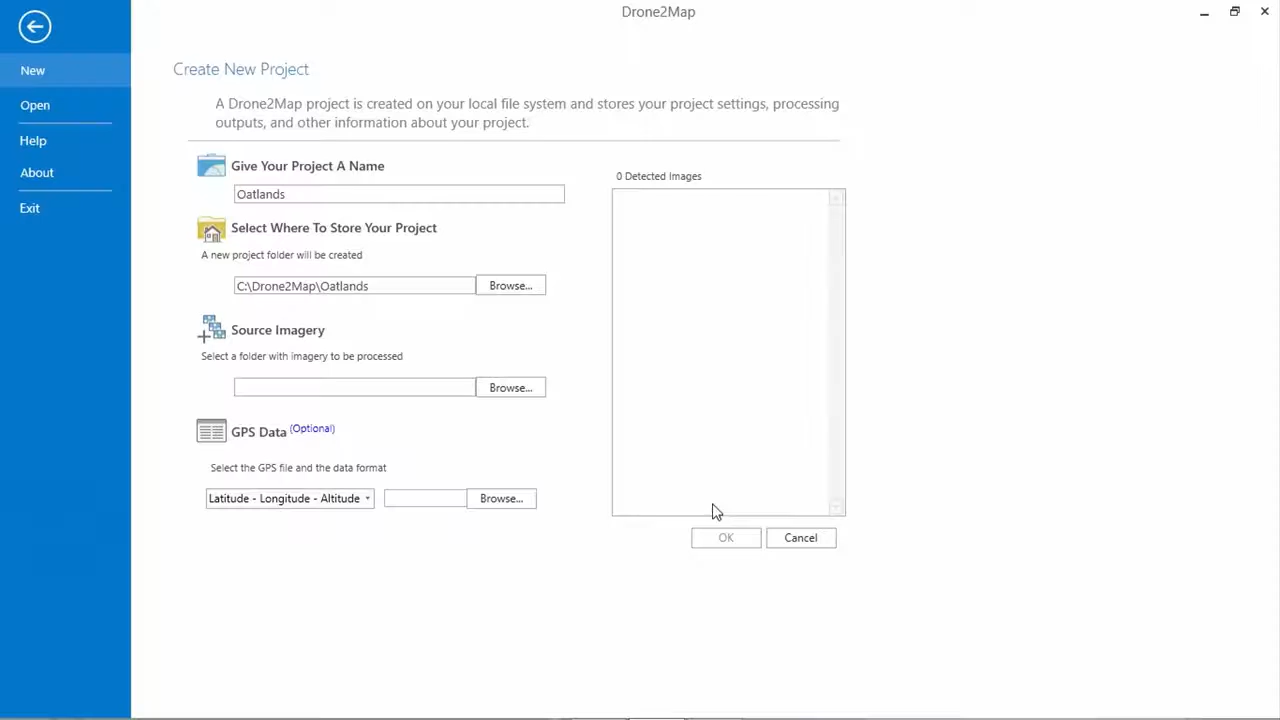 Drone2Map
New
Open
Help
About
Exit
Create New Project
A Drone2Map project is created on your local file system and stores your project settings, processing
outputs, and other information about your project.
Give Your Project A Name
Oatlands
Select Where To Store Your Project
A new project folder will be created
C:\Drone2Map\Oatlands
Browse...
Source Imagery
Select a folder with imagery to be processed
Browse...
GPS Data (Optional)
Select the GPS file and the data format
Latitude - Longitude - Altitude
Browse...
0 Detected Images
OK
Cancel